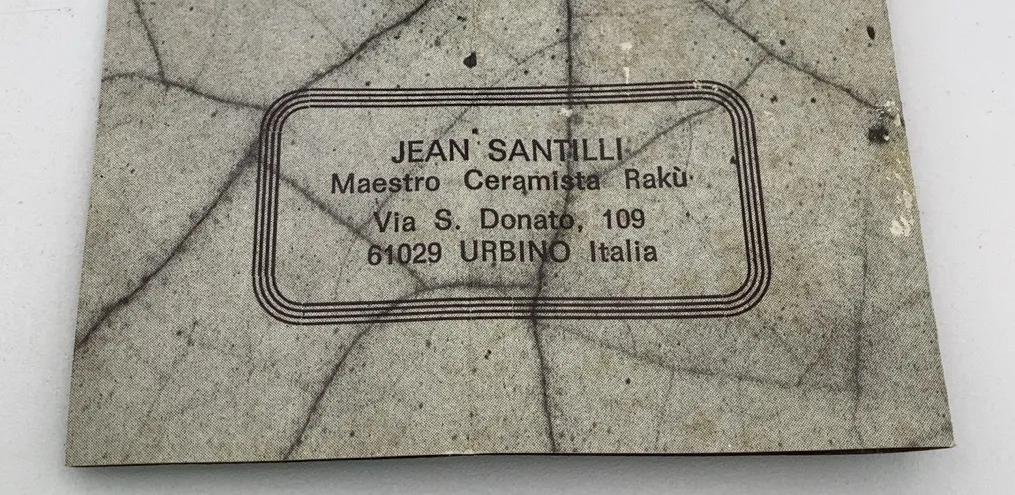 JEAN SANTILLI
Maestro Ceramista Rakù
Via S. Donato, 109
61029 URBINO Italia